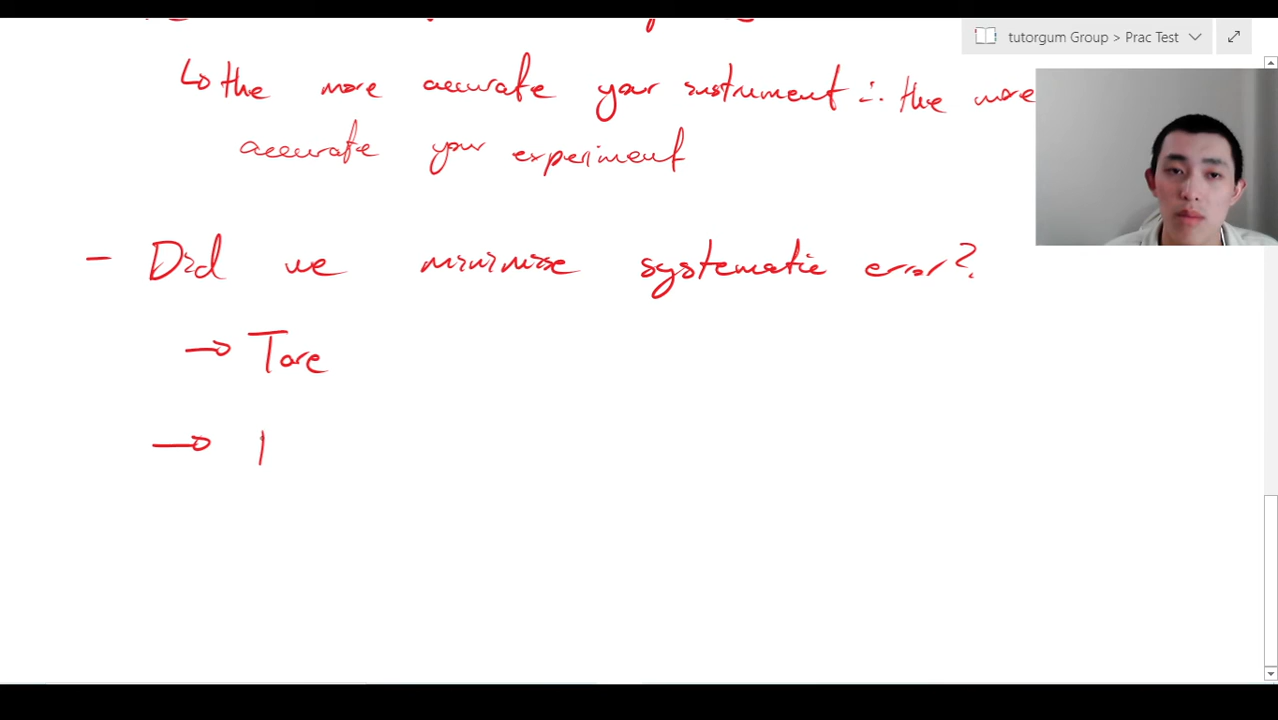 tutorgum Group > Prac Test
↳ the more accurate your instrument ∴ the more
accurate your experiment
- Did we minimise systematic error?
→ Tare
→ |